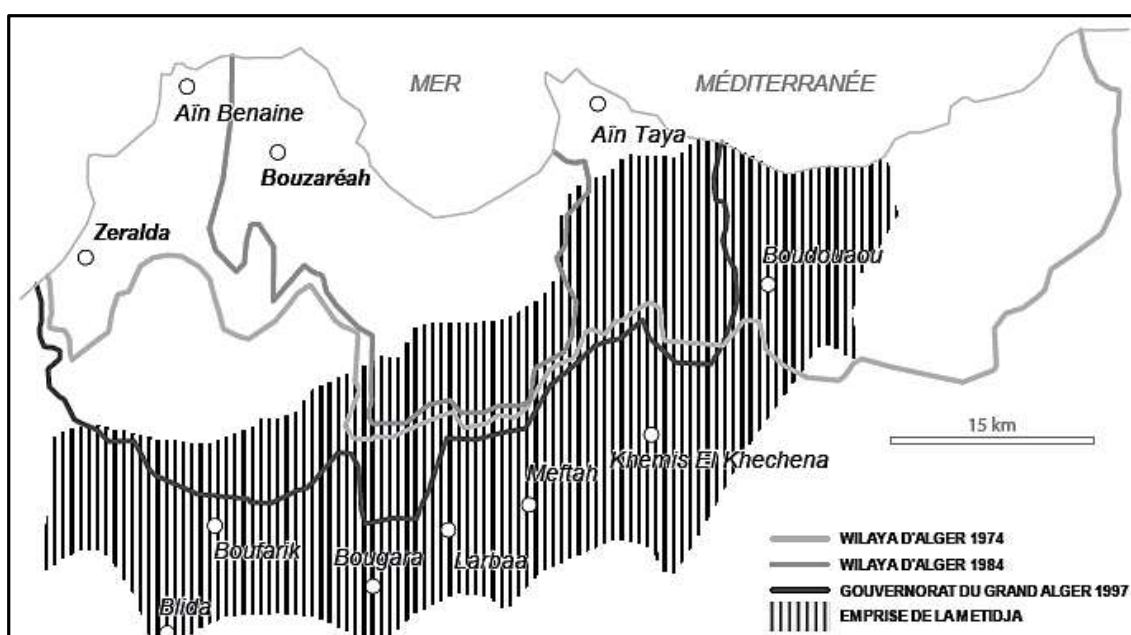 MER
MÉDITERRANÉE
Aïn Benaine
Aïn Taya
Bouzaréah
Zeralda
Boudouaou
15 km
Khemis El Khechena
Meftah
Boufarik
Bougara
Larbaa
Blida
WILAYA D'ALGER 1974
WILAYA D'ALGER 1984
GOUVERNORAT DU GRAND ALGER 1997
EMPRISE DE LA METIDJA